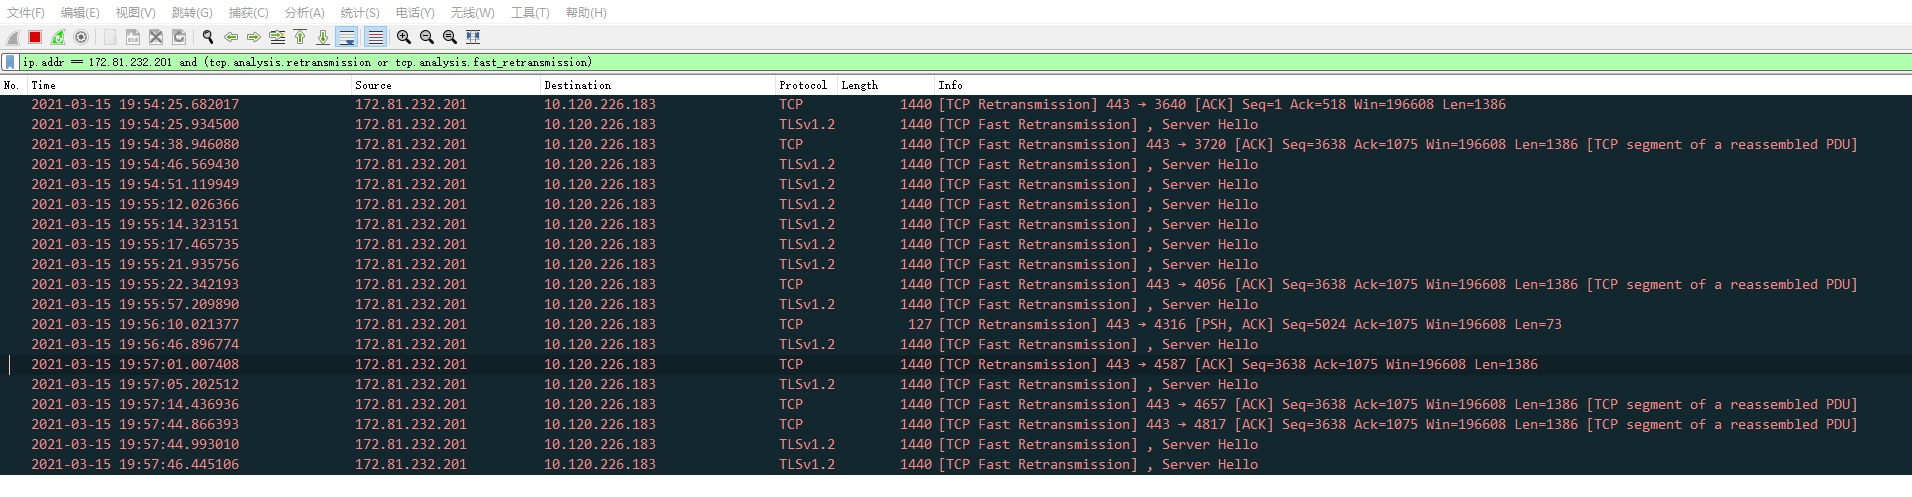 文件(F) 编辑(E) 视图(V) 跳转(G) 捕获(C) 分析(A) 统计(S) 电话(Y) 无线(W) 工具(T) 帮助(H)
ip.addr == 172.81.232.201 and (tcp.analysis.retransmission or tcp.analysis.fast_retransmission)
No. Time Source Destination Protocol Length Info
2021-03-15 19:54:25.682017 172.81.232.201 10.120.226.183 TCP 1440 [TCP Retransmission] 443 → 3640 [ACK] Seq=1 Ack=518 Win=196608 Len=1386
2021-03-15 19:54:25.934500 172.81.232.201 10.120.226.183 TLSv1.2 1440 [TCP Fast Retransmission] , Server Hello
2021-03-15 19:54:38.946080 172.81.232.201 10.120.226.183 TCP 1440 [TCP Fast Retransmission] 443 → 3720 [ACK] Seq=3638 Ack=1075 Win=196608 Len=1386 [TCP segment of a reassembled PDU]
2021-03-15 19:54:46.569430 172.81.232.201 10.120.226.183 TLSv1.2 1440 [TCP Fast Retransmission] , Server Hello
2021-03-15 19:54:51.119949 172.81.232.201 10.120.226.183 TLSv1.2 1440 [TCP Fast Retransmission] , Server Hello
2021-03-15 19:55:12.026366 172.81.232.201 10.120.226.183 TLSv1.2 1440 [TCP Fast Retransmission] , Server Hello
2021-03-15 19:55:14.323151 172.81.232.201 10.120.226.183 TLSv1.2 1440 [TCP Fast Retransmission] , Server Hello
2021-03-15 19:55:17.465735 172.81.232.201 10.120.226.183 TLSv1.2 1440 [TCP Fast Retransmission] , Server Hello
2021-03-15 19:55:21.935756 172.81.232.201 10.120.226.183 TLSv1.2 1440 [TCP Fast Retransmission] , Server Hello
2021-03-15 19:55:22.342193 172.81.232.201 10.120.226.183 TCP 1440 [TCP Fast Retransmission] 443 → 4056 [ACK] Seq=3638 Ack=1075 Win=196608 Len=1386 [TCP segment of a reassembled PDU]
2021-03-15 19:55:57.209890 172.81.232.201 10.120.226.183 TLSv1.2 1440 [TCP Fast Retransmission] , Server Hello
2021-03-15 19:56:10.021377 172.81.232.201 10.120.226.183 TCP 127 [TCP Retransmission] 443 → 4316 [PSH, ACK] Seq=5024 Ack=1075 Win=196608 Len=73
2021-03-15 19:56:46.896774 172.81.232.201 10.120.226.183 TLSv1.2 1440 [TCP Fast Retransmission] , Server Hello
2021-03-15 19:57:01.007408 172.81.232.201 10.120.226.183 TCP 1440 [TCP Retransmission] 443 → 4587 [ACK] Seq=3638 Ack=1075 Win=196608 Len=1386
2021-03-15 19:57:05.202512 172.81.232.201 10.120.226.183 TLSv1.2 1440 [TCP Fast Retransmission] , Server Hello
2021-03-15 19:57:14.436936 172.81.232.201 10.120.226.183 TCP 1440 [TCP Fast Retransmission] 443 → 4657 [ACK] Seq=3638 Ack=1075 Win=196608 Len=1386 [TCP segment of a reassembled PDU]
2021-03-15 19:57:44.866393 172.81.232.201 10.120.226.183 TCP 1440 [TCP Fast Retransmission] 443 → 4817 [ACK] Seq=3638 Ack=1075 Win=196608 Len=1386 [TCP segment of a reassembled PDU]
2021-03-15 19:57:44.993010 172.81.232.201 10.120.226.183 TLSv1.2 1440 [TCP Fast Retransmission] , Server Hello
2021-03-15 19:57:46.445106 172.81.232.201 10.120.226.183 TLSv1.2 1440 [TCP Fast Retransmission] , Server Hello